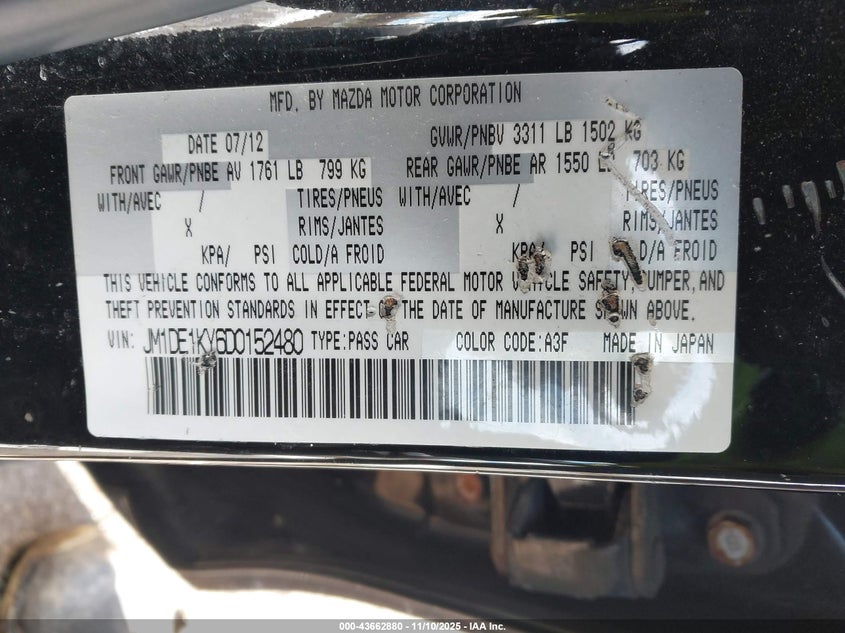 MFD. BY MAZDA MOTOR CORPORATION
DATE 07/12 GVWR/PNBV 3311 LB 1502 KG
FRONT GAWR/PNBE AV 1761 LB 799 KG REAR GAWR/PNBE AR 1550 703 KG
WITH/AVEC / TIRES/PNEUS WITH/AVEC / TIRES/PNEUS
X RIMS/JANTES X RIMS/JANTES
KPA/ PSI COLD/A FROID KPA/ PSI FROID
THIS VEHICLE CONFORMS TO ALL APPLICABLE FEDERAL MOTOR VEHICLE SAFETY, BUMPER, AND
THEFT PREVENTION STANDARDS IN EFFECT THE DATE OF MANUFACTURE SHOWN ABOVE.
VIN: JM1DE1KY6D0152480 TYPE:PASS CAR COLOR CODE:A3F MADE IN JAPAN
000-43662880 - 11/10/2025 - IAA Inc.